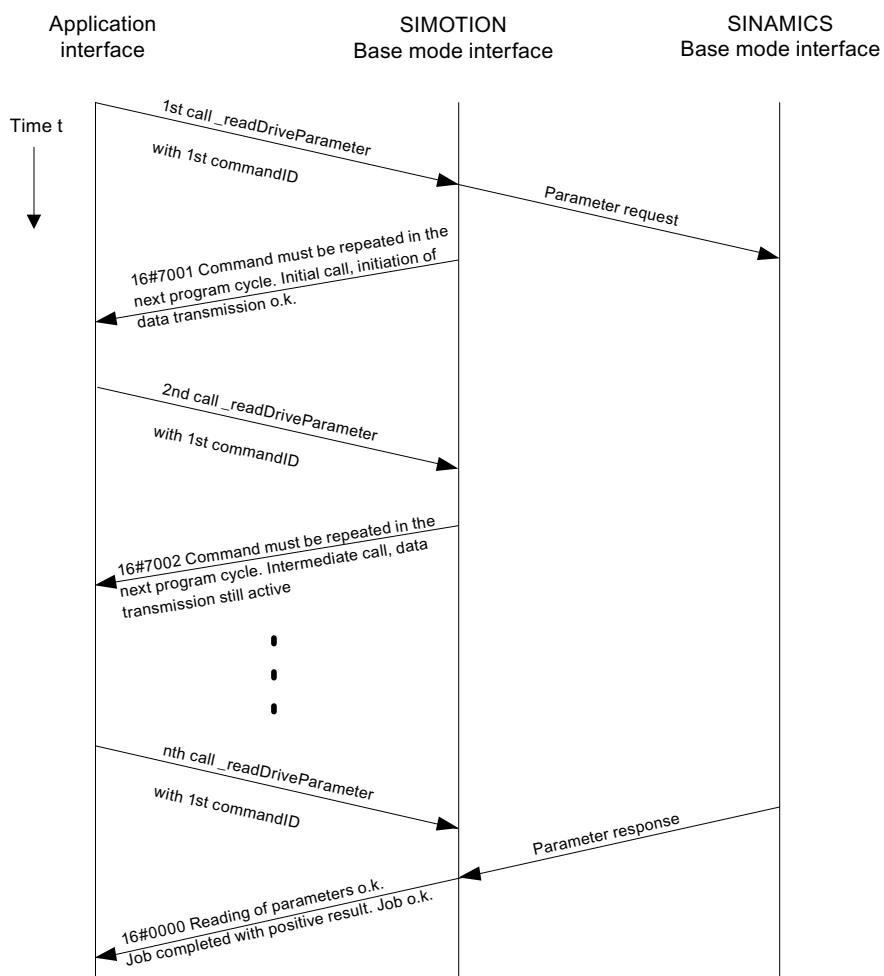 Application
interface
SIMOTION
Base mode interface
SINAMICS
Base mode interface
Time t
1st call _readDriveParameter
with 1st commandID
Parameter request
16#7001 Command must be repeated in the
next program cycle. Initial call, initiation of
data transmission o.k.
2nd call _readDriveParameter
with 1st commandID
16#7002 Command must be repeated in the
next program cycle. Intermediate call, data
transmission still active
nth call _readDriveParameter
with 1st commandID
Parameter response
16#0000 Reading of parameters o.k.
Job completed with positive result. Job o.k.